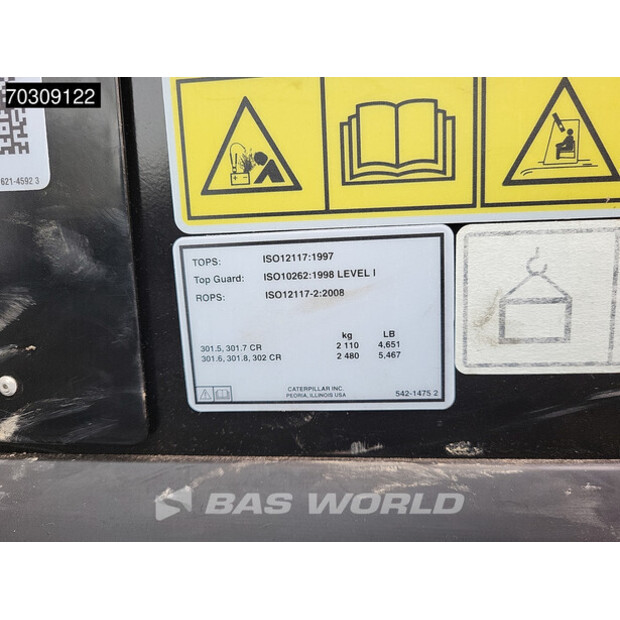 70309122
621-4592 3
TOPS: ISO12117:1997
Top Guard: ISO10262:1998 LEVEL I
ROPS: ISO12117-2:2008
kg LB
301.5, 301.7 CR 2 110 4,651
301.6, 301.8, 302 CR 2 480 5,467
CATERPILLAR INC.
PEORIA, ILLINOIS USA
542-1475 2
BAS WORLD